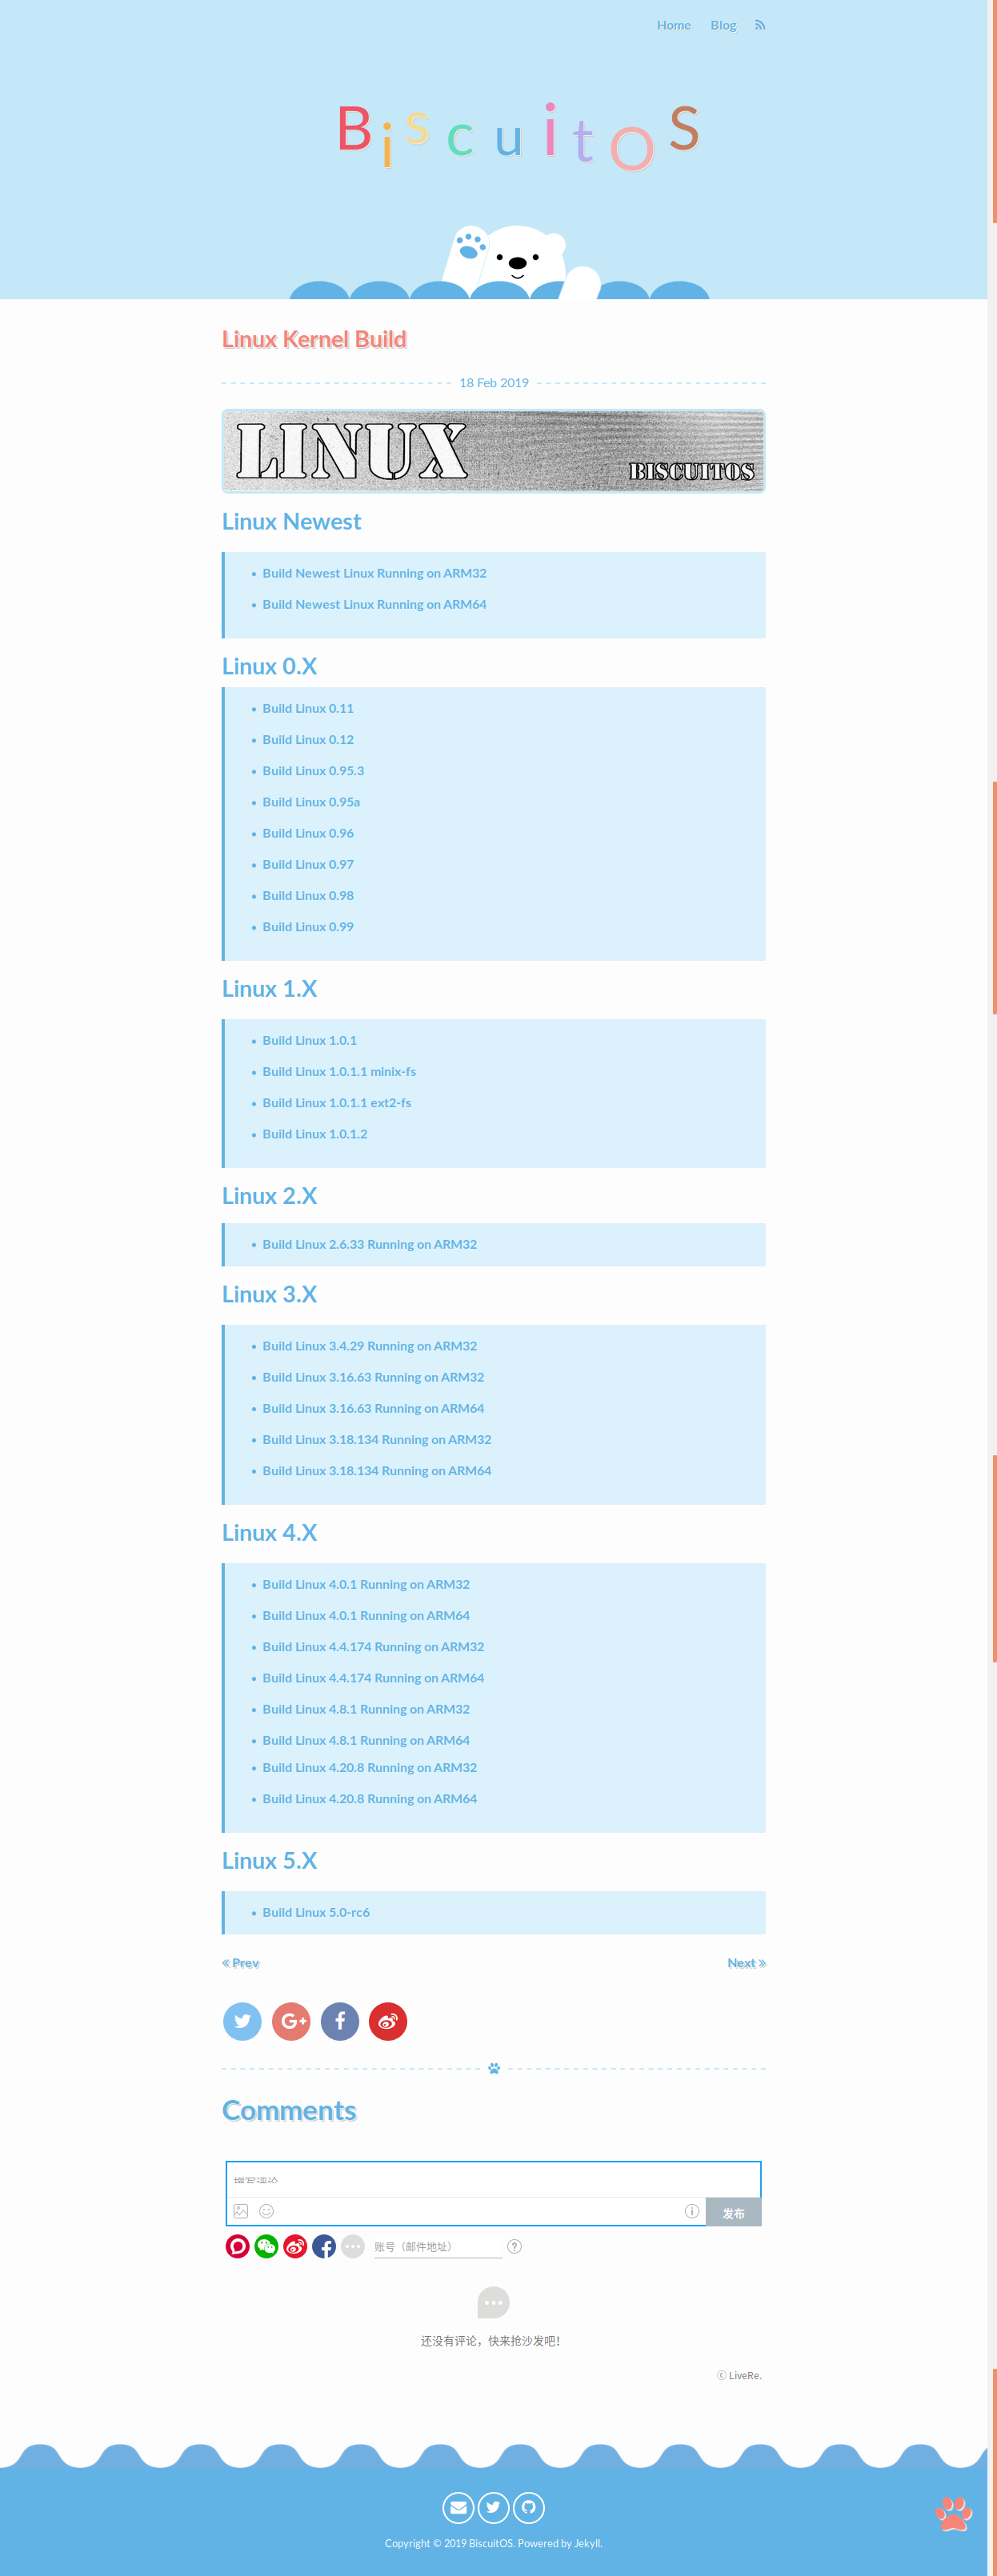 Home Blog
BiscuitOS
Linux Kernel Build
18 Feb 2019
LINUX BISCUITOS
Linux Newest
• Build Newest Linux Running on ARM32
• Build Newest Linux Running on ARM64
Linux 0.X
• Build Linux 0.11
• Build Linux 0.12
• Build Linux 0.95.3
• Build Linux 0.95a
• Build Linux 0.96
• Build Linux 0.97
• Build Linux 0.98
• Build Linux 0.99
Linux 1.X
• Build Linux 1.0.1
• Build Linux 1.0.1.1 minix-fs
• Build Linux 1.0.1.1 ext2-fs
• Build Linux 1.0.1.2
Linux 2.X
• Build Linux 2.6.33 Running on ARM32
Linux 3.X
• Build Linux 3.4.29 Running on ARM32
• Build Linux 3.16.63 Running on ARM32
• Build Linux 3.16.63 Running on ARM64
• Build Linux 3.18.134 Running on ARM32
• Build Linux 3.18.134 Running on ARM64
Linux 4.X
• Build Linux 4.0.1 Running on ARM32
• Build Linux 4.0.1 Running on ARM64
• Build Linux 4.4.174 Running on ARM32
• Build Linux 4.4.174 Running on ARM64
• Build Linux 4.8.1 Running on ARM32
• Build Linux 4.8.1 Running on ARM64
• Build Linux 4.20.8 Running on ARM32
• Build Linux 4.20.8 Running on ARM64
Linux 5.X
• Build Linux 5.0-rc6
« Prev Next »
Comments
填写评论
发布
账号（邮件地址）
还没有评论，快来抢沙发吧！
ⓒ LiveRe.
Copyright © 2019 BiscuitOS. Powered by Jekyll.